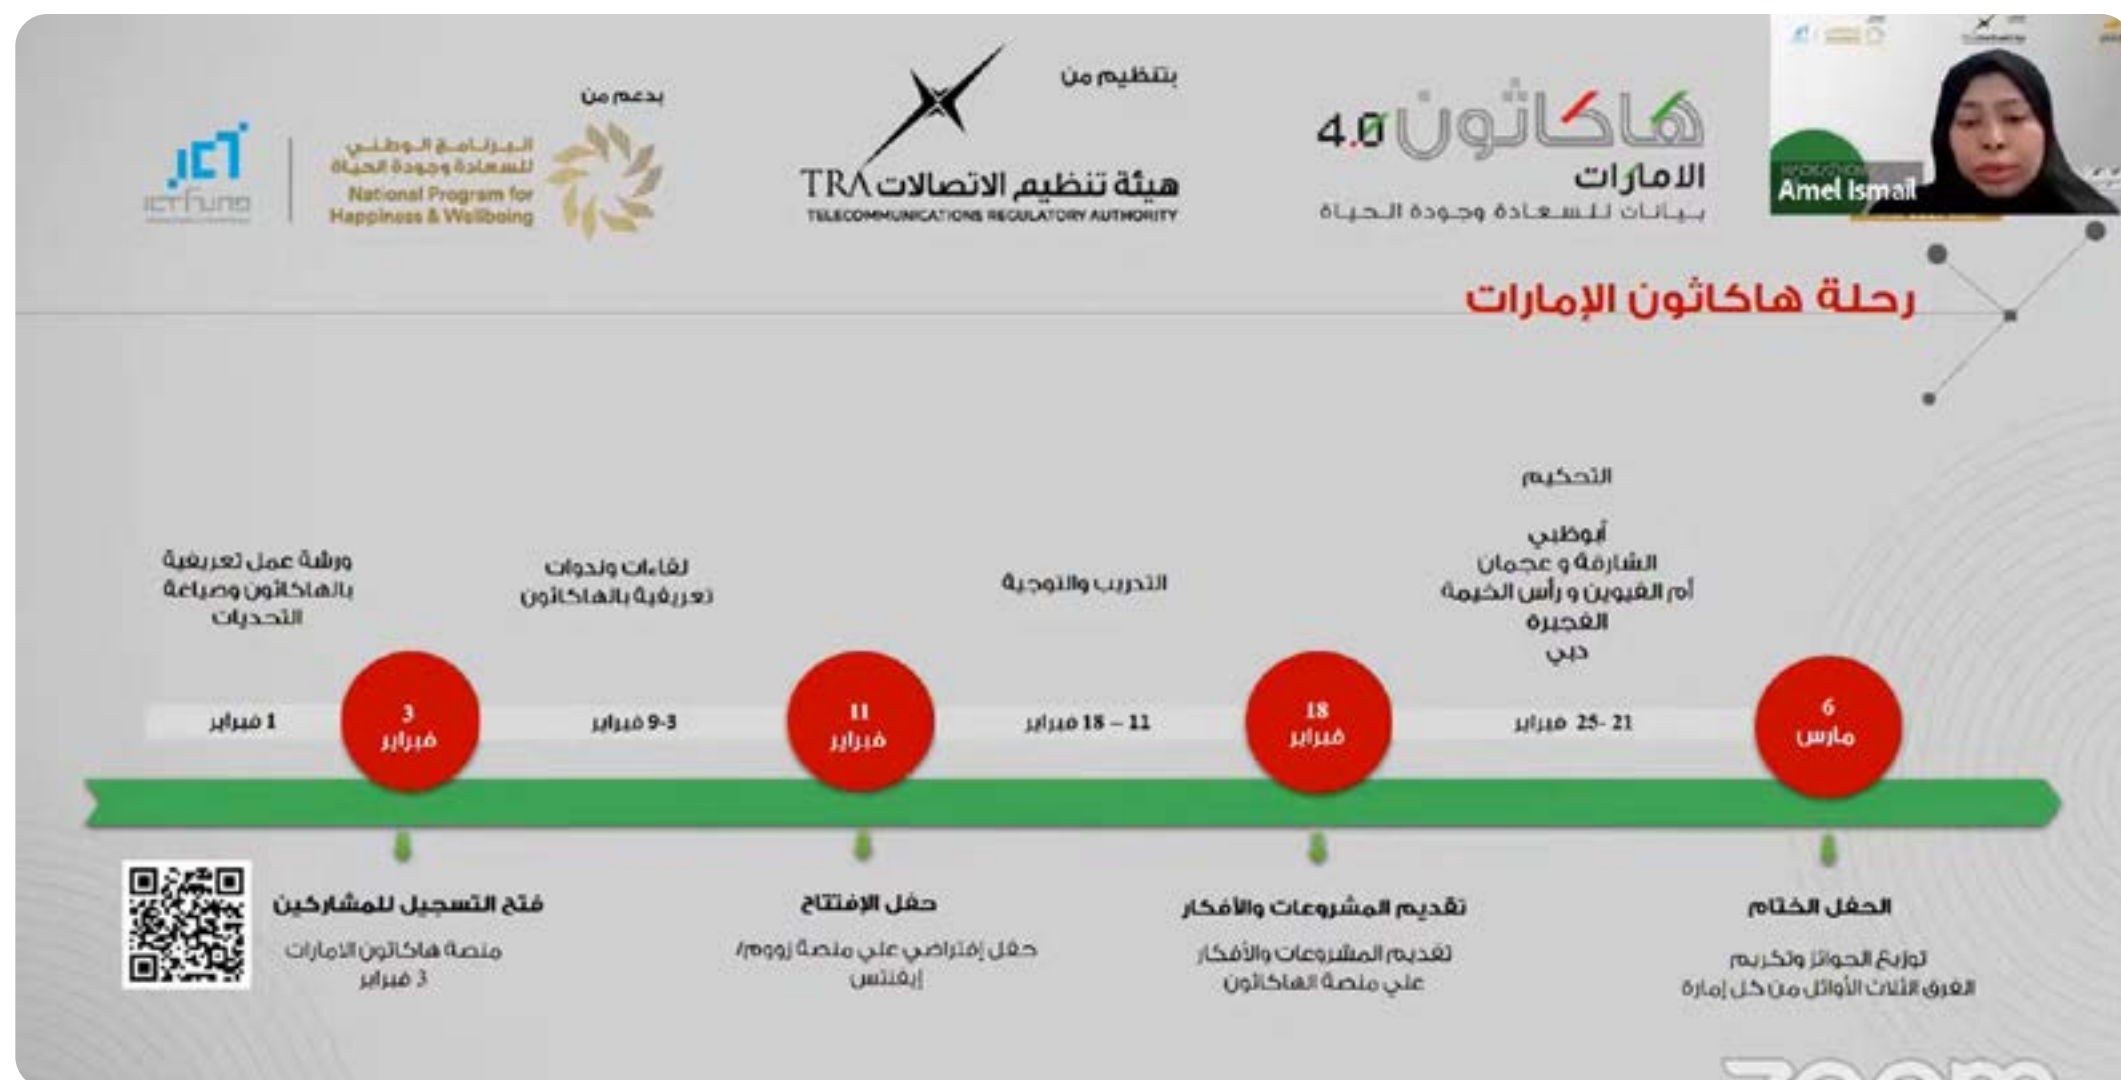 هاكاثون 4.0
الامارات
بيانات للسعادة وجودة الحياة
بتنظيم من
هيئة تنظيم الاتصالات TRA
TELECOMMUNICATIONS REGULATORY AUTHORITY
بدعم من
البرنامج الوطني
للسعادة وجودة الحياة
National Program for
Happiness & Wellbeing
ictfund
Amel Ismail
رحلة هاكاثون الإمارات
ورشة عمل تعريفية
بالهاكاثون وصياغة
التحديات
1 فبراير
3
فبراير
لقاءات وندوات
تعريفية بالهاكاثون
9-3 فبراير
11
فبراير
التدريب والتوجية
11 – 18 فبراير
18
فبراير
التحكيم
أبوظبي
الشارقة و عجمان
أم القيوين و رأس الخيمة
الفجيرة
دبي
21 -25 فبراير
6
مارس
فتح التسجيل للمشاركين
منصة هاكاثون الامارات
3 فبراير
حفل الإفتتاح
حفل إفتراضي علي منصة زووم/
إيفنتس
تقديم المشروعات والأفكار
تقديم المشروعات والأفكار
علي منصة الهاكاثون
الحفل الختام
توزيع الجوائز وتكريم
الفرق الثلاث الأوائل من كل إمارة
zoom